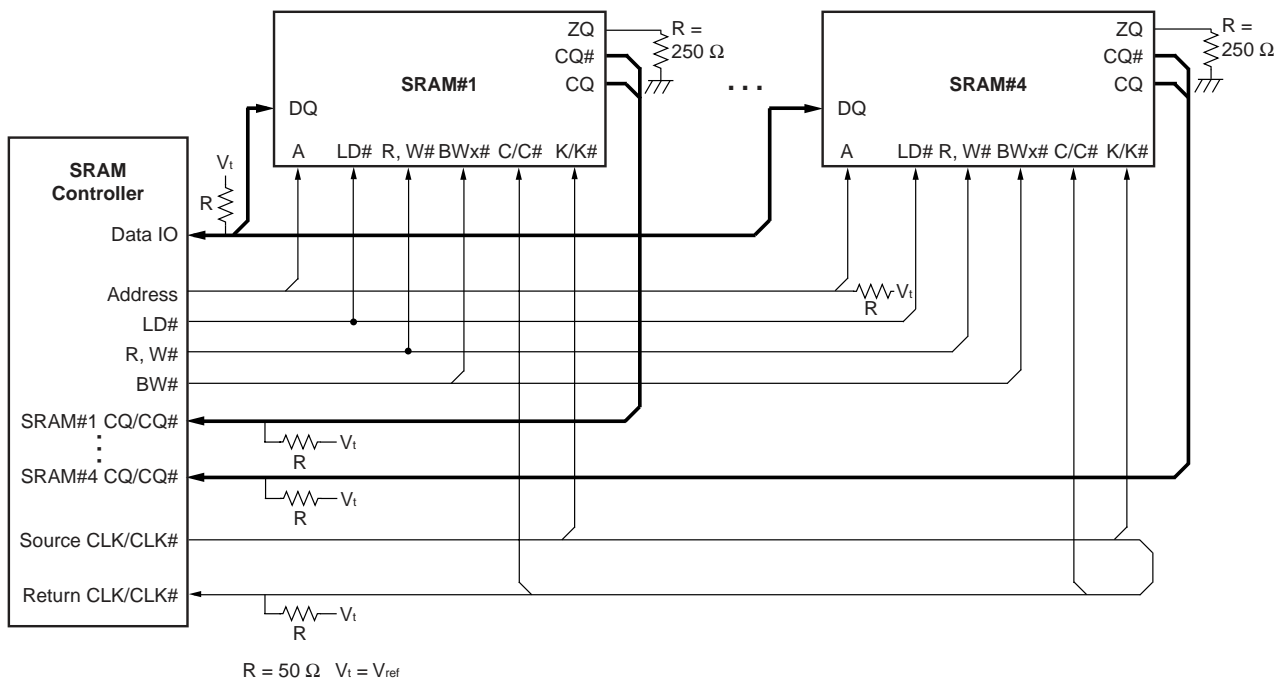 SRAM
Controller
Data IO
Address
LD#
R, W#
BW#
SRAM#1 CQ/CQ#
SRAM#4 CQ/CQ#
Source CLK/CLK#
Return CLK/CLK#
Vt
R
SRAM#1
ZQ
CQ#
CQ
DQ
A LD# R, W# BWx# C/C# K/K#
R =
250 Ω
...
SRAM#4
ZQ
CQ#
CQ
DQ
A LD# R, W# BWx# C/C# K/K#
R =
250 Ω
Vt
R
Vt
R
Vt
R
Vt
R
R = 50 Ω Vt = Vref